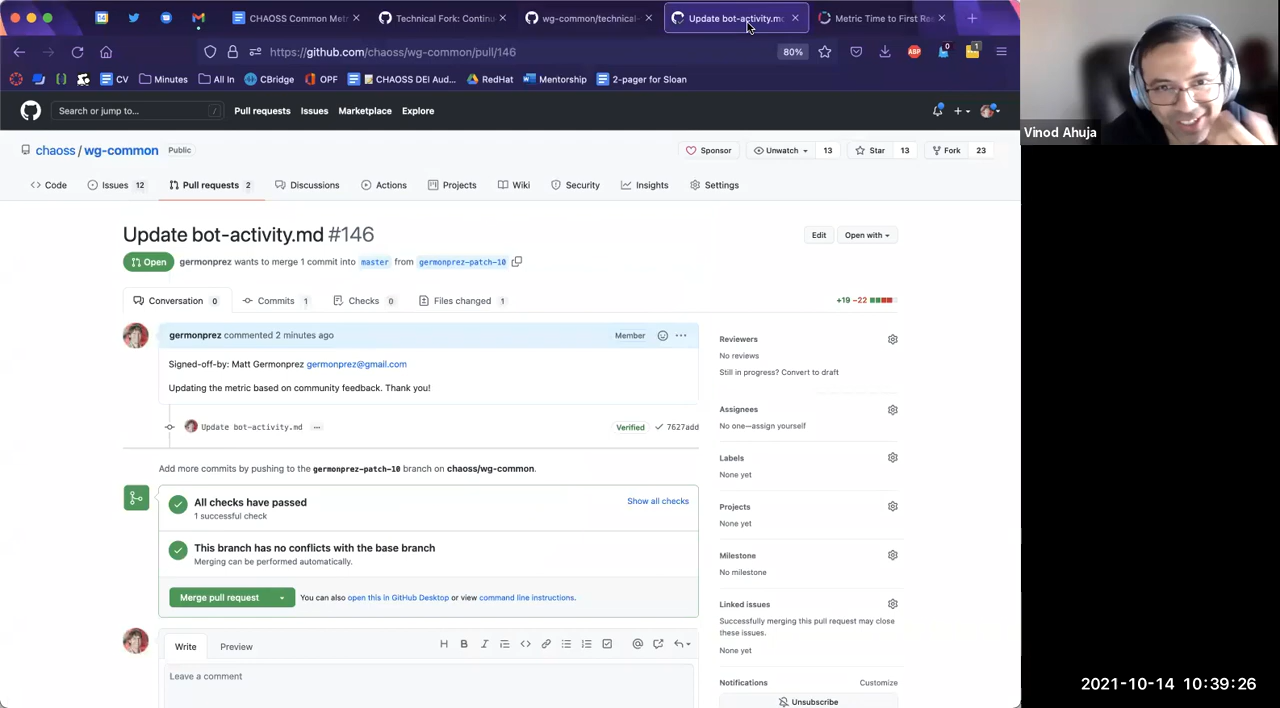 CHAOSS Common Metr
Technical Fork: Contin
wg-common/technical-
Update bot-activity.m
Metric Time to First Re
https://github.com/chaoss/wg-common/pull/146
80%
ABP
0
1
CV
Minutes
All In
CBridge
OPF
CHAOSS DEI Aud...
RedHat
Mentorship
2-pager for Sloan
Search or jump to...
/
Pull requests
Issues
Marketplace
Explore
Vinod Ahuja
chaoss / wg-common
Public
Sponsor
Unwatch
13
Star
13
Fork
23
Code
Issues 12
Pull requests 2
Discussions
Actions
Projects
Wiki
Security
Insights
Settings
Update bot-activity.md #146
Edit
Open with
Open
germonprez wants to merge 1 commit into master from germonprez-patch-10
Conversation 0
Commits 1
Checks 0
Files changed 1
+19 −22
germonprez commented 2 minutes ago
Member
Signed-off-by: Matt Germonprez germonprez@gmail.com
Updating the metric based on community feedback. Thank you!
Update bot-activity.md
Verified
7627add
Add more commits by pushing to the germonprez-patch-10 branch on chaoss/wg-common.
All checks have passed
1 successful check
Show all checks
This branch has no conflicts with the base branch
Merging can be performed automatically.
Merge pull request
You can also open this in GitHub Desktop or view command line instructions.
Write
Preview
H B I
@
Write a comment
Reviewers
No reviews
Still in progress? Convert to draft
Assignees
No one—assign yourself
Labels
None yet
Projects
None yet
Milestone
No milestone
Linked issues
Successfully merging this pull request may close
these issues.
None yet
Notifications
Customize
Unsubscribe
2021-10-14 10:39:26